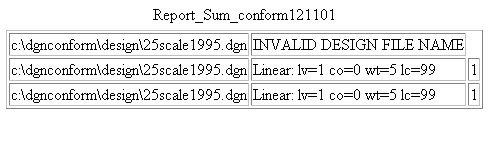 Report_Sum_conform121101
c:\dgnconform\design\25scale1995.dgn INVALID DESIGN FILE NAME
c:\dgnconform\design\25scale1995.dgn Linear: lv=1 co=0 wt=5 lc=99 1
c:\dgnconform\design\25scale1995.dgn Linear: lv=1 co=0 wt=5 lc=99 1